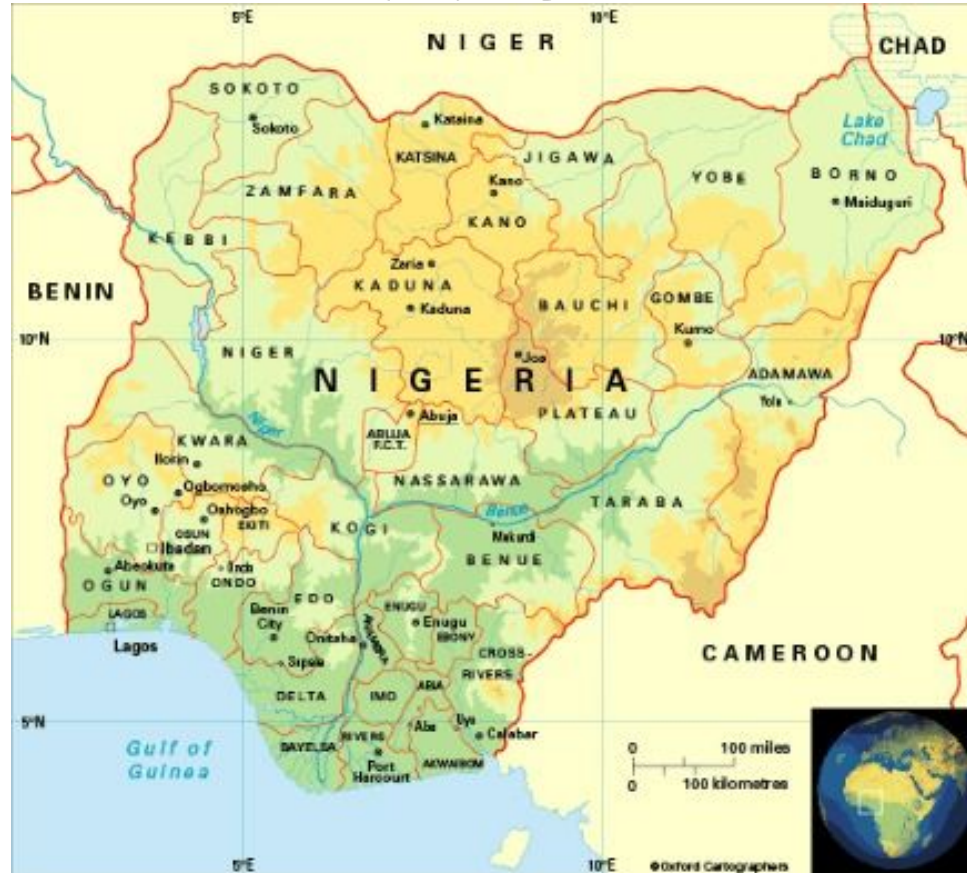 5°E
10°E
NIGER
CHAD
SOKOTO
Sokoto
Katsina
KATSINA
JIGAWA
Lake
Chad
ZAMFARA
Kano
KANO
YOBE
BORNO
Maiduguri
KEBBI
Zaria
KADUNA
Kaduna
BENIN
BAUCHI
GOMBE
Kumo
10°N
10°N
NIGER
Jos
NIGERIA
ADAMAWA
Yola
Abuja
PLATEAU
ABUJA
F.C.T.
Niger
KWARA
Ilorin
OYO
Ogbomosho
Oyo
Oshogbo
OSUN
EKITI
NASSARAWA
Benue
TARABA
KOGI
Makurdi
BENUE
Ibadan
Abeokuta
OGUN
ONDO
EDO
LAGOS
Lagos
Benin
City
ENUGU
Enugu
EBONY
Onitsha
ANAMBRA
CROSS-
RIVERS
CAMEROON
Sapele
DELTA
IMO
ABIA
Aba
Uyo
Calabar
5°N
5°N
BAYELSA
RIVERS
Port
Harcourt
AKWAIBOM
Gulf of
Guinea
0 100 miles
0 100 kilometres
5°E
10°E
©Oxford Cartographers